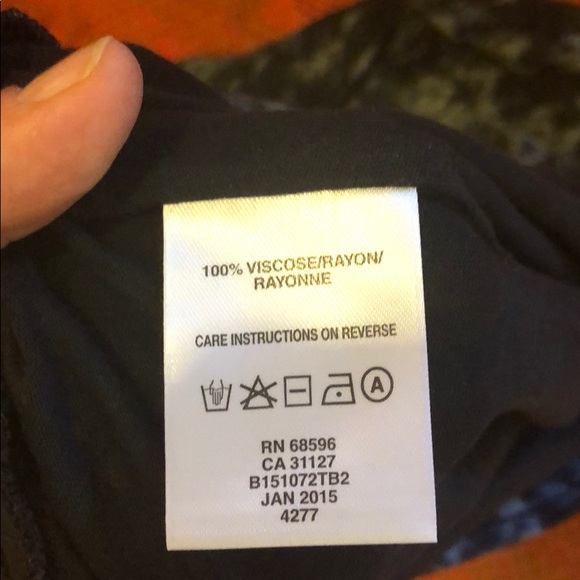 100% VISCOSE/RAYON/
RAYONNE
CARE INSTRUCTIONS ON REVERSE
A
RN 68596
CA 31127
B151072TB2
JAN 2015
4277